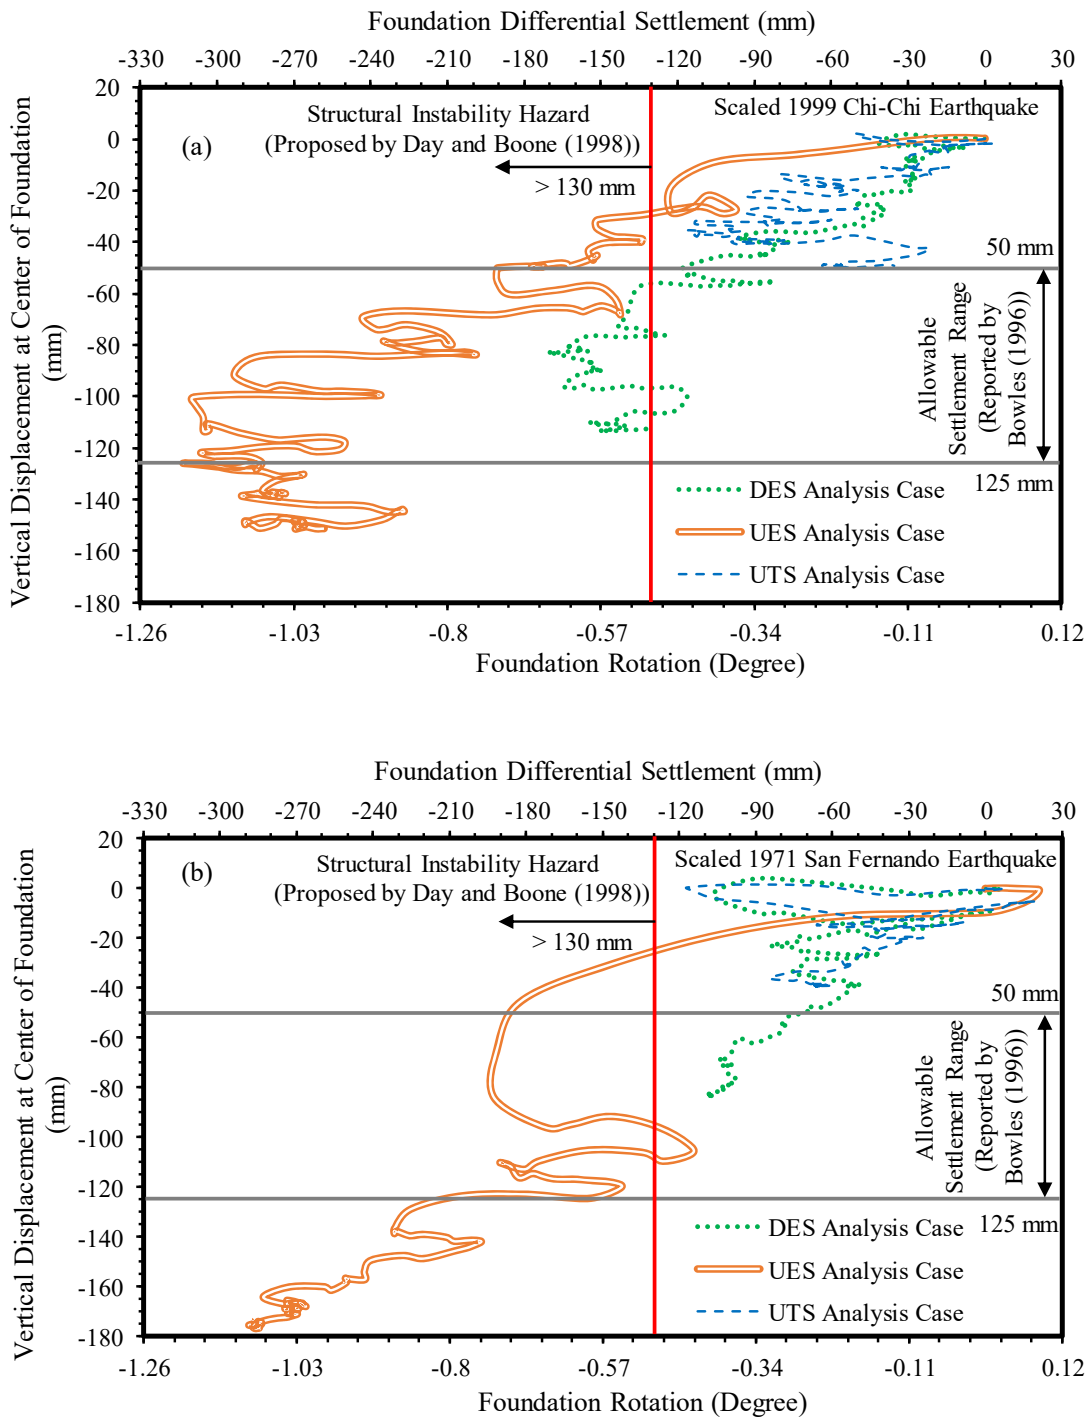 Foundation Differential Settlement (mm)
-330 -300 -270 -240 -210 -180 -150 -120 -90 -60 -30 0 30
20
0
-20
-40
-60
-80
-100
-120
-140
-160
-180
Vertical Displacement at Center of Foundation
(mm)
(a)
Structural Instability Hazard
(Proposed by Day and Boone (1998))
> 130 mm
Scaled 1999 Chi-Chi Earthquake
50 mm
Allowable
Settlement Range
(Reported by
Bowles (1996))
125 mm
DES Analysis Case
UES Analysis Case
UTS Analysis Case
-1.26 -1.03 -0.8 -0.57 -0.34 -0.11 0.12
Foundation Rotation (Degree)
Foundation Differential Settlement (mm)
-330 -300 -270 -240 -210 -180 -150 -120 -90 -60 -30 0 30
20
0
-20
-40
-60
-80
-100
-120
-140
-160
-180
Vertical Displacement at Center of Foundation
(mm)
(b)
Structural Instability Hazard
(Proposed by Day and Boone (1998)
> 130 mm
Scaled 1971 San Fernando Earthquake
50 mm
Allowable
Settlement Range
(Reported by
Bowles (1996))
125 mm
DES Analysis Case
UES Analysis Case
UTS Analysis Case
-1.26 -1.03 -0.8 -0.57 -0.34 -0.11 0.12
Foundation Rotation (Degree)